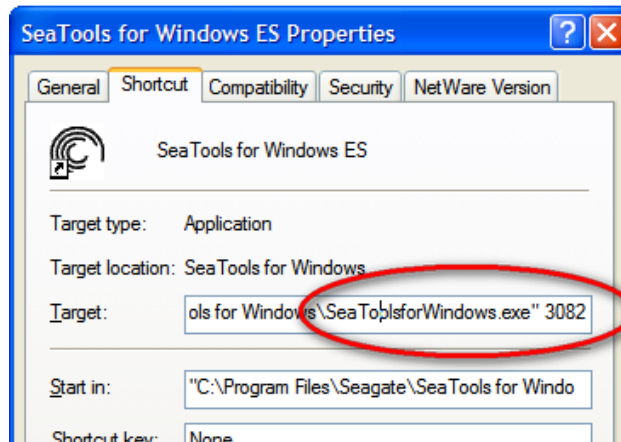 SeaTools for Windows ES Properties
General Shortcut Compatibility Security NetWare Version
SeaTools for Windows ES
Target type: Application
Target location: SeaTools for Windows
Target: ols for Windows\SeaToolsforWindows.exe" 3082
Start in: "C:\Program Files\Seagate\SeaTools for Windo
Shortcut key: None